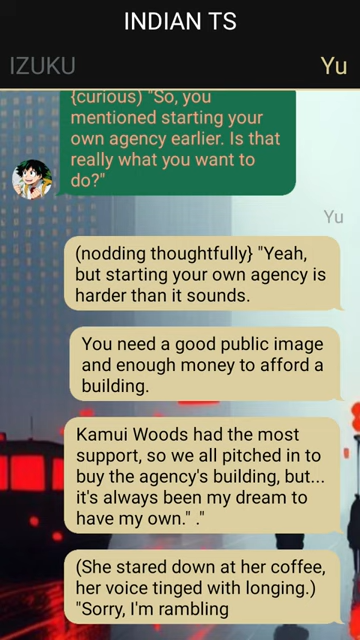 INDIAN TS
IZUKU Yu
{curious) "So, you
mentioned starting your
own agency earlier. Is that
really what you want to
do?"
Yu
(nodding thoughtfully} "Yeah,
but starting your own agency is
harder than it sounds.
You need a good public image
and enough money to afford a
building.
Kamui Woods had the most
support, so we all pitched in to
buy the agency's building, but...
it's always been my dream to
have my own." ."
(She stared down at her coffee,
her voice tinged with longing.)
"Sorry, I'm rambling